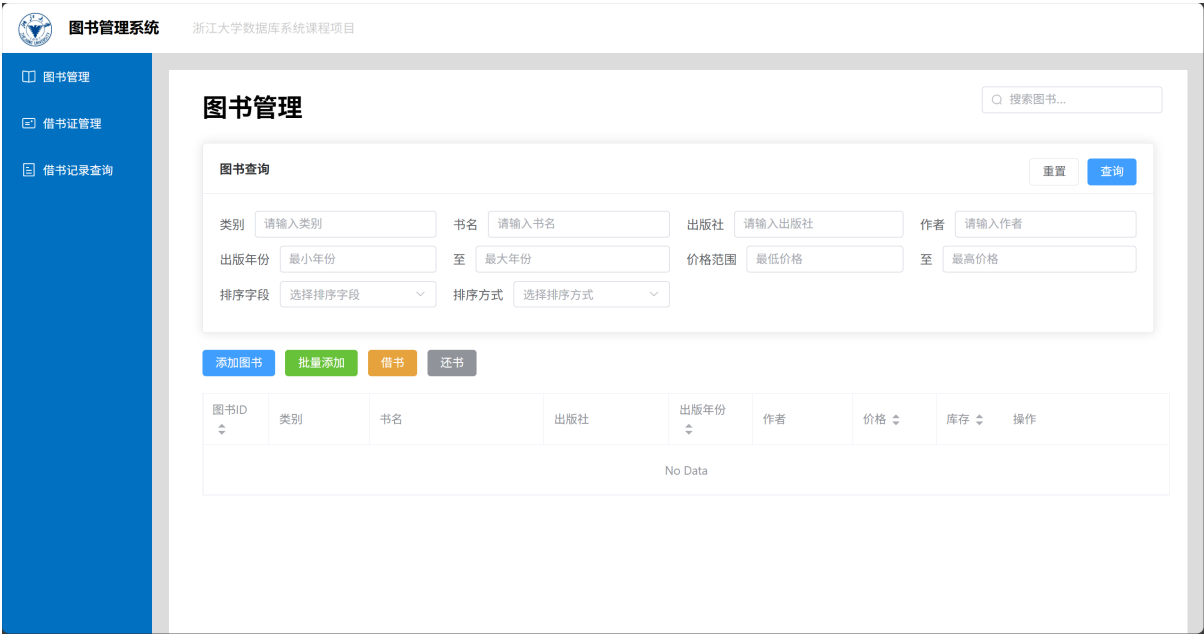 图书管理系统 浙江大学数据库系统课程项目
图书管理
借书证管理
借书记录查询
图书管理
搜索图书...
图书查询 重置 查询
类别 请输入类别 书名 请输入书名 出版社 请输入出版社 作者 请输入作者
出版年份 最小年份 至 最大年份 价格范围 最低价格 至 最高价格
排序字段 选择排序字段 排序方式 选择排序方式
添加图书 批量添加 借书 还书
图书ID 类别 书名 出版社 出版年份 作者 价格 库存 操作
No Data